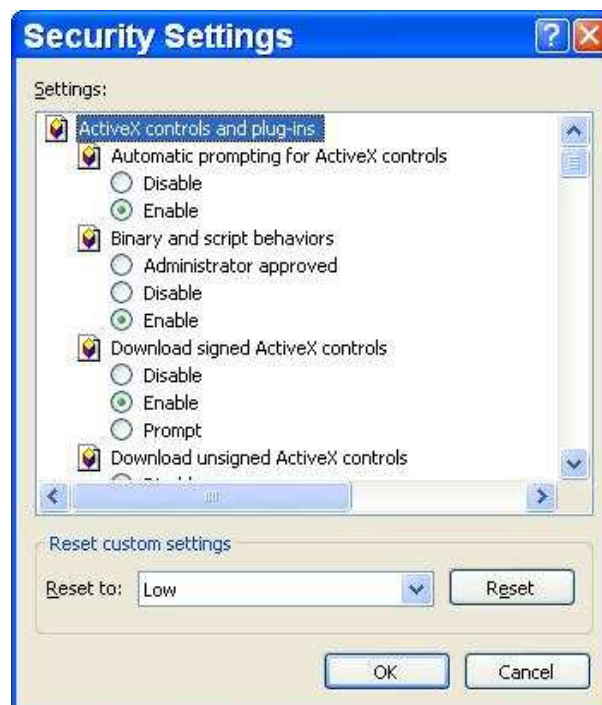 Security Settings
Settings:
ActiveX controls and plug-ins
Automatic prompting for ActiveX controls
Disable
Enable
Binary and script behaviors
Administrator approved
Disable
Enable
Download signed ActiveX controls
Disable
Enable
Prompt
Download unsigned ActiveX controls
Reset custom settings
Reset to: Low Reset
OK Cancel